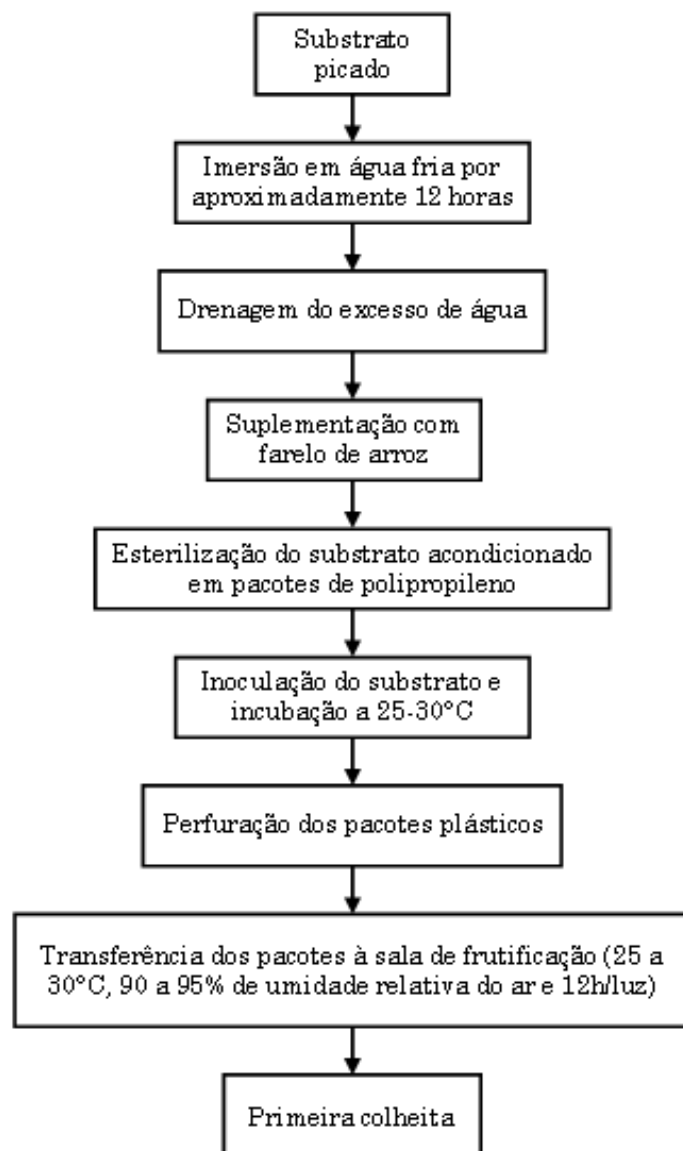 Substrato
picado
Imersão em água fria por
aproximadamente 12 horas
Drenagem do excesso de água
Suplementação com
farelo de arroz
Esterilização do substrato acondicionado
em pacotes de polipropileno
Inoculação do substrato e
incubação a 25-30°C
Perfuração dos pacotes plásticos
Transferência dos pacotes à sala de frutificação (25 a
30°C, 90 a 95% de umidade relativa do ar e 12h/luz)
Primeira colheita